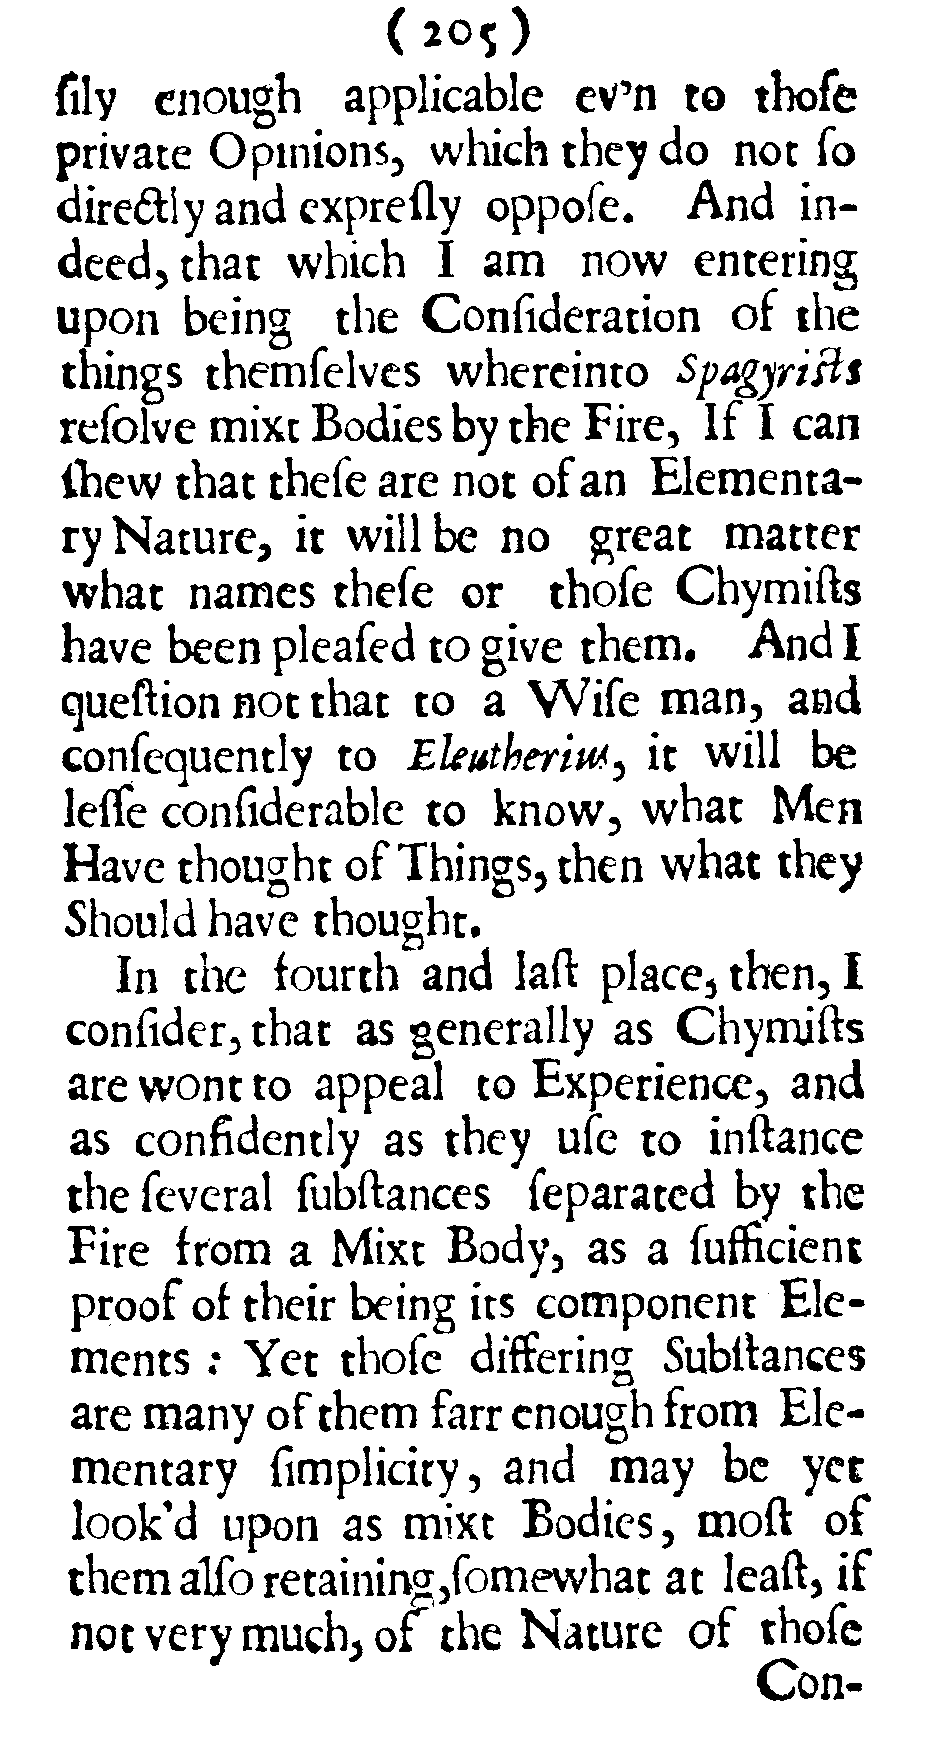 (205)
ſily enough applicable ev'n to thoſe
private Opinions, which they do not ſo
directly and expreſly oppoſe. And in-
deed, that which I am now entering
upon being the Conſideration of the
things themſelves whereinto Spagyriſts
reſolve mixt Bodies by the Fire, If I can
ſhew that theſe are not of an Elementa-
ry Nature, it will be no great matter
what names theſe or thoſe Chymiſts
have been pleaſed to give them. And I
queſtion not that to a Wiſe man, and
conſequently to Eleutherius, it will be
leſſe conſiderable to know, what Men
Have thought of Things, then what they
Should have thought.
In the fourth and laſt place, then, I
conſider, that as generally as Chymiſts
are wont to appeal to Experience, and
as confidently as they uſe to inſtance
the ſeveral ſubſtances ſeparated by the
Fire from a Mixt Body, as a ſufficient
proof of their being its component Ele-
ments : Yet thoſe differing Subſtances
are many of them farr enough from Ele-
mentary ſimplicity, and may be yet
look'd upon as mixt Bodies, moſt of
them alſo retaining, ſomewhat at leaſt, if
not very much, of the Nature of thoſe
Con-